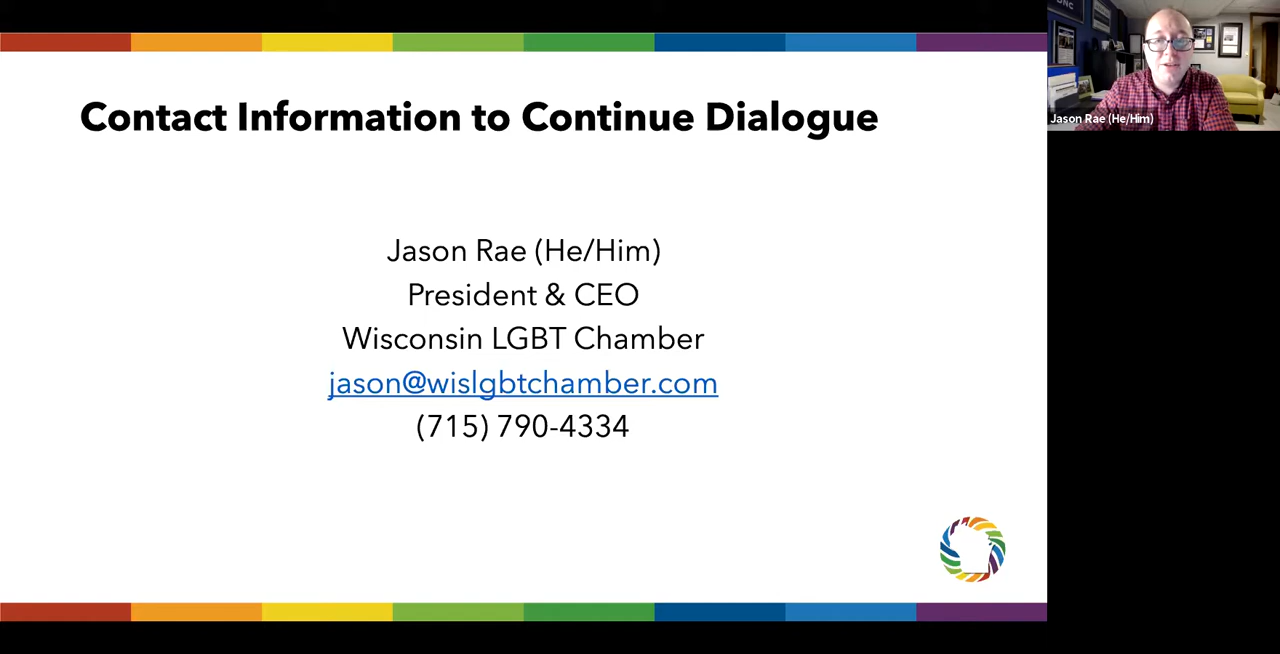 Contact Information to Continue Dialogue
Jason Rae (He/Him)
President & CEO
Wisconsin LGBT Chamber
jason@wislgbtchamber.com
(715) 790-4334
Jason Rae (He/Him)